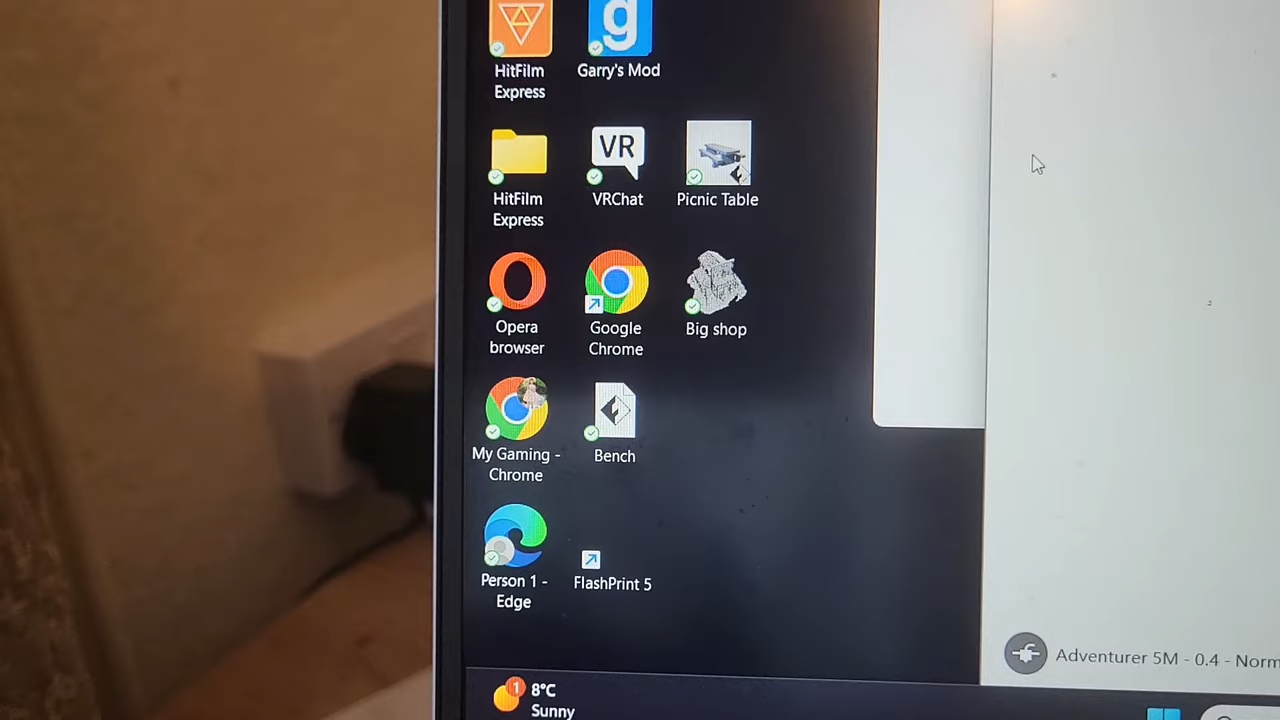 g
HitFilm
Express
Garry's Mod
VR
HitFilm
Express
VRChat
Picnic Table
Opera
browser
Google
Chrome
Big shop
My Gaming -
Chrome
Bench
Person 1 -
Edge
FlashPrint 5
Adventurer 5M - 0.4 - Norm
1
8°C
Sunny